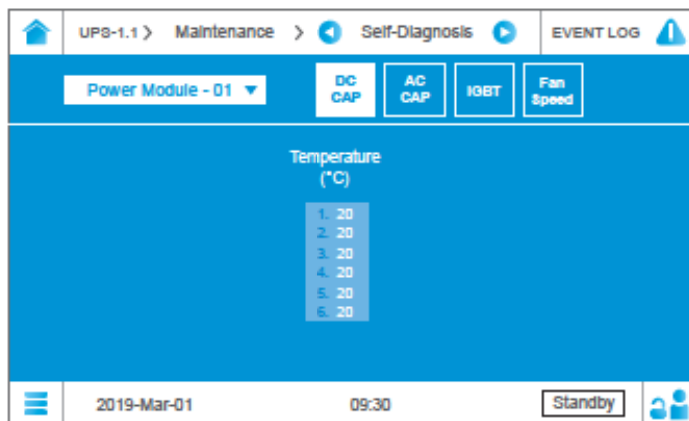 UPS-1.1 > Maintenance > Self-Diagnosis EVENT LOG
Power Module - 01
DC
CAP
AC
CAP
IGBT
Fan
Speed
Temperature
(°C)
1. 20
2. 20
3. 20
4. 20
5. 20
6. 20
2019-Mar-01 09:30 Standby